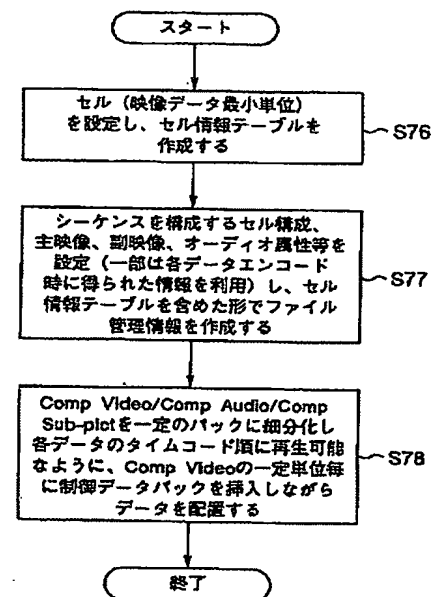 スタート
セル（映像データ最小単位）
を設定し、セル情報テーブルを
作成する
S76
シーケンスを構成するセル構成、
主映像、副映像、オーディオ属性等を
設定（一部は各データエンコード
時に得られた情報を利用）し、セル
情報テーブルを含めた形でファイル
管理情報を作成する
S77
Comp Video/Comp Audio/Comp
Sub-pictを一定のパックに細分化し
各データのタイムコード順に再生可能
なように、Comp Videoの一定単位毎
に制御データパックを挿入しながら
データを配置する
S78
終了